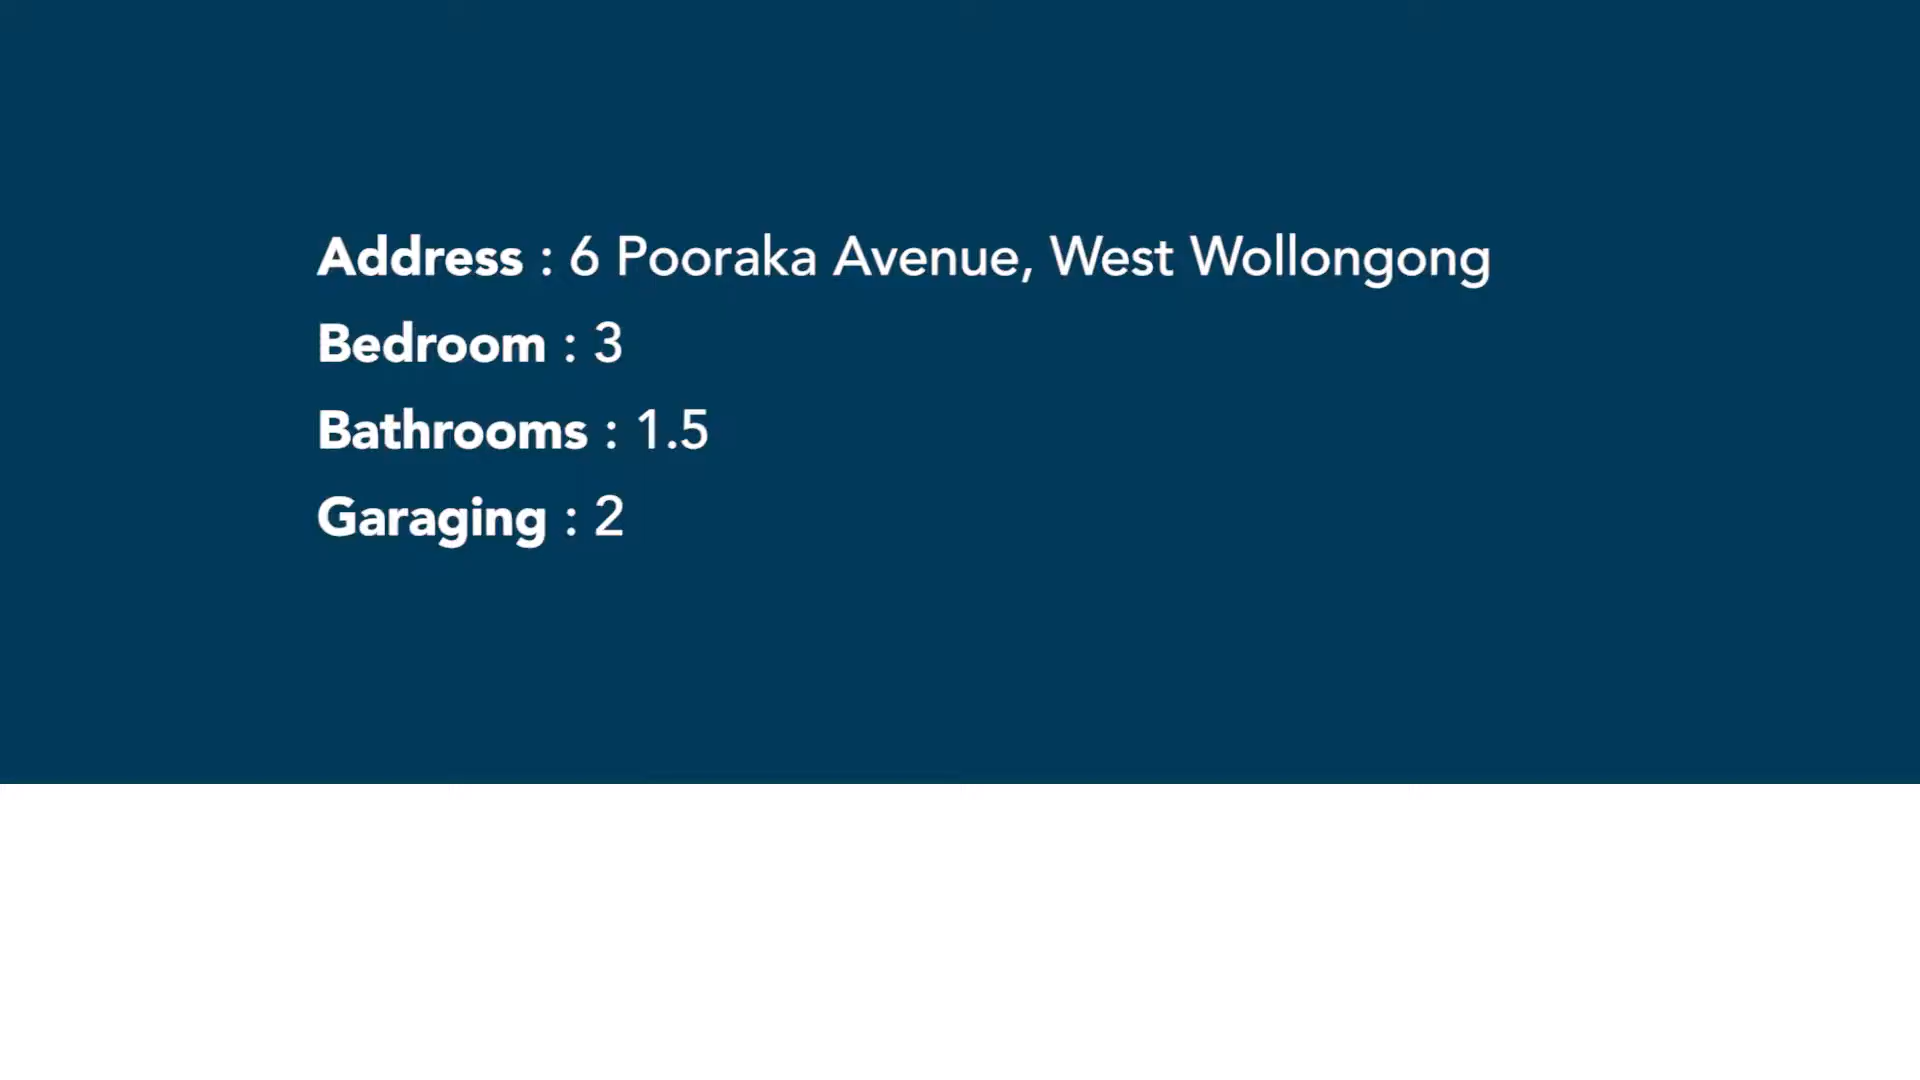 Address : 6 Pooraka Avenue, West Wollongong
Bedroom : 3
Bathrooms : 1.5
Garaging : 2